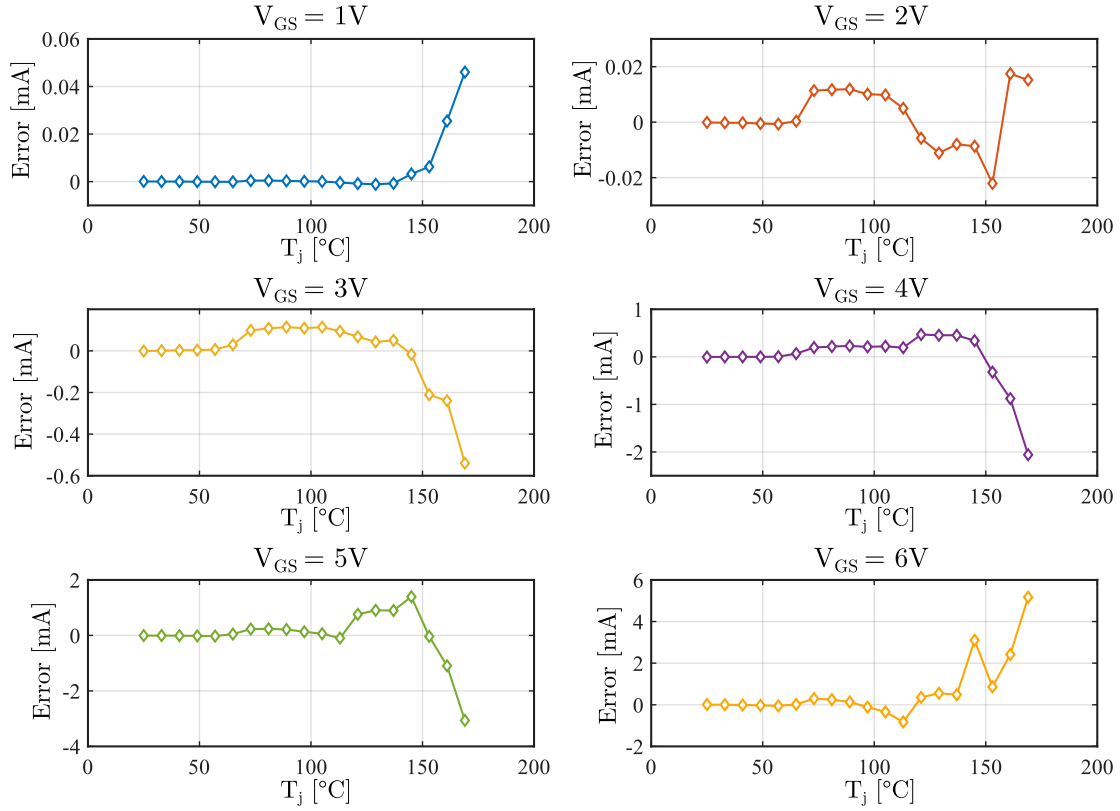 V_GS = 1V
Error [mA]
0.06
0.04
0.02
0
0 50 100 150 200
T_j [°C]
V_GS = 2V
Error [mA]
0.02
0
-0.02
0 50 100 150 200
T_j [°C]
V_GS = 3V
Error [mA]
0
-0.2
-0.4
-0.6
0 50 100 150 200
T_j [°C]
V_GS = 4V
Error [mA]
1
0
-1
-2
0 50 100 150 200
T_j [°C]
V_GS = 5V
Error [mA]
2
0
-2
-4
0 50 100 150 200
T_j [°C]
V_GS = 6V
Error [mA]
6
4
2
0
-2
0 50 100 150 200
T_j [°C]